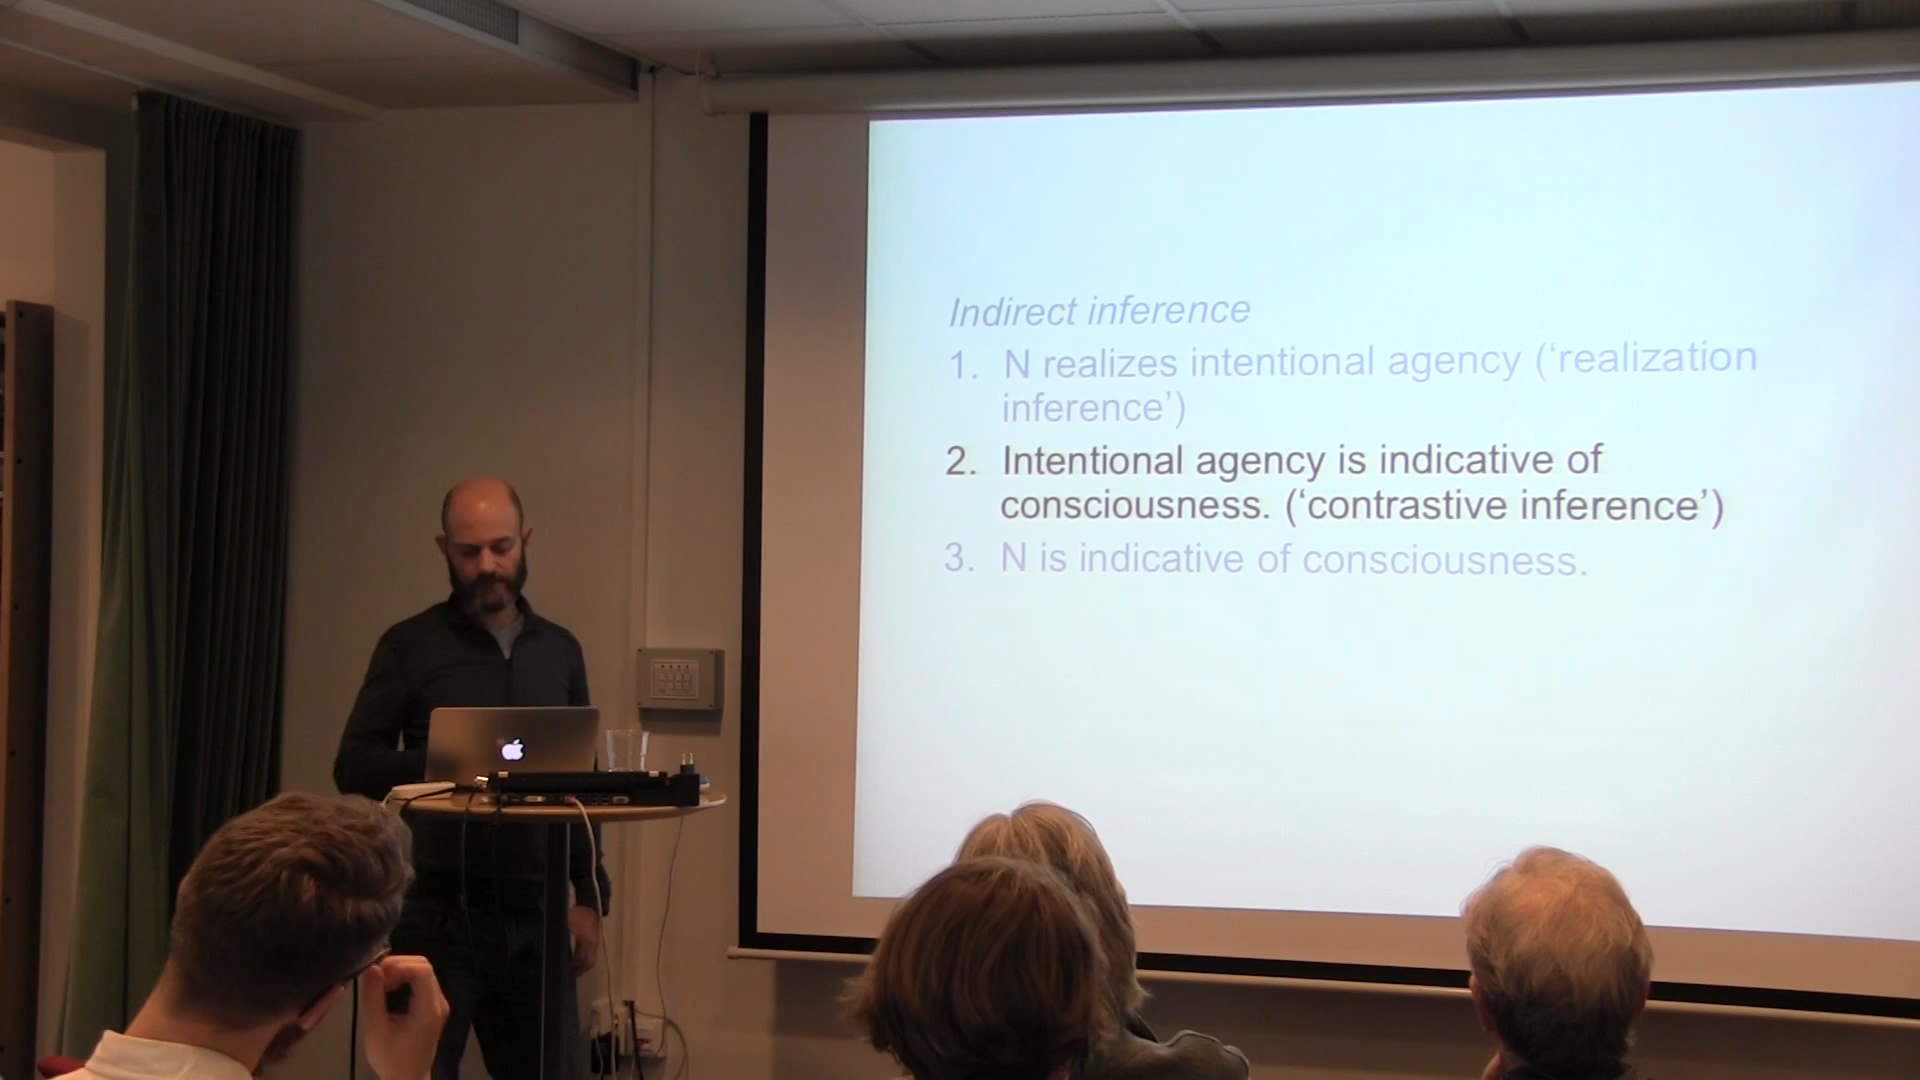 Indirect inference
1. N realizes intentional agency (‘realization
inference’)
2. Intentional agency is indicative of
consciousness. (‘contrastive inference’)
3. N is indicative of consciousness.